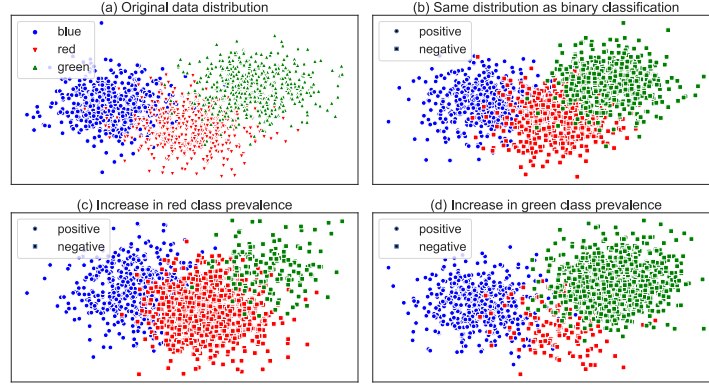 (a) Original data distribution
blue
red
green
(b) Same distribution as binary classification
positive
negative
(c) Increase in red class prevalence
positive
negative
(d) Increase in green class prevalence
positive
negative